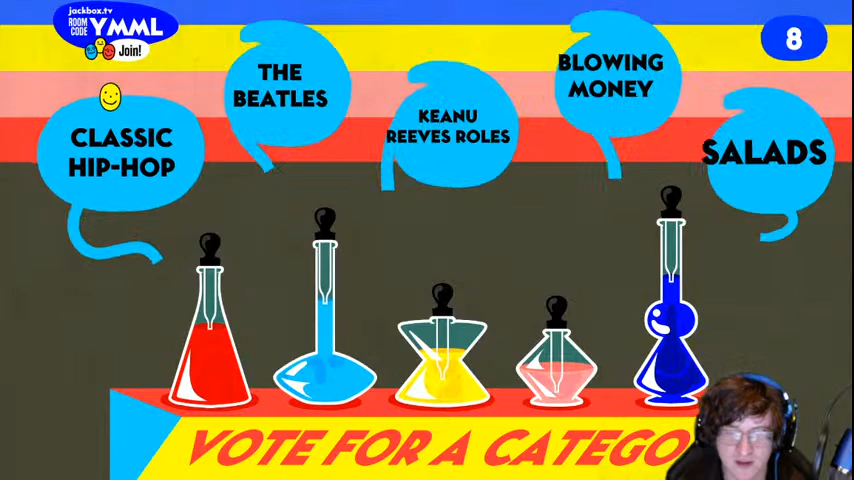 jackbox.tv
ROOM
CODE
YMML
Join!
8
THE
BEATLES
BLOWING
MONEY
KEANU
REEVES ROLES
CLASSIC
HIP-HOP
SALADS
VOTE FOR A CATEGO